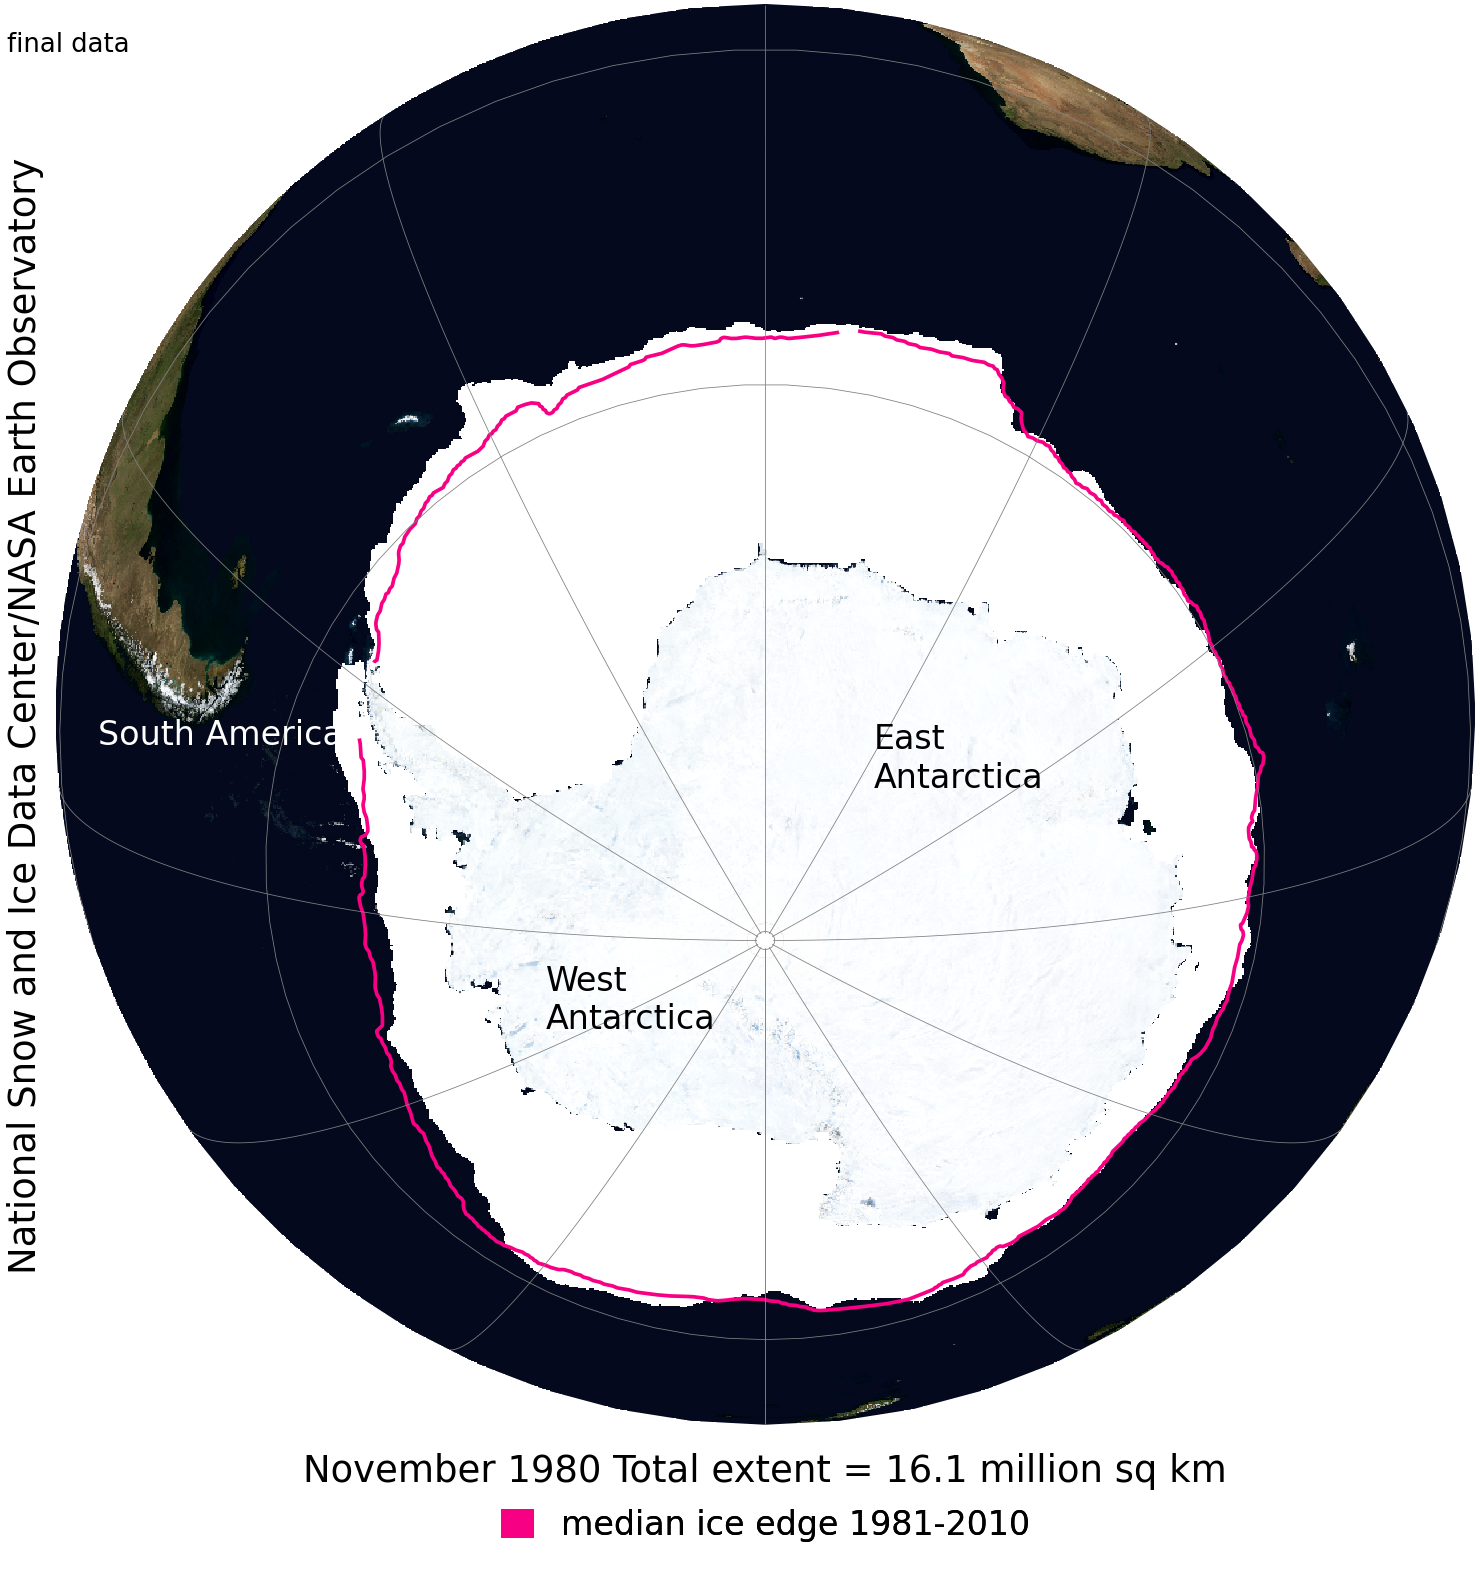 final data
National Snow and Ice Data Center/NASA Earth Observatory
South America
East
Antarctica
West
Antarctica
November 1980 Total extent = 16.1 million sq km
median ice edge 1981-2010